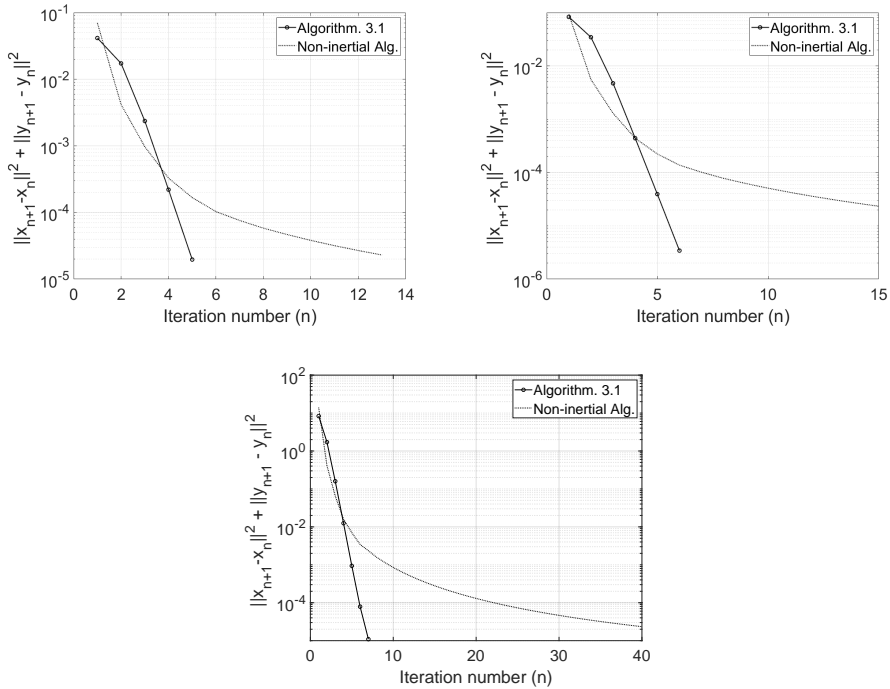 10^{-1}
10^{-2}
10^{-3}
10^{-4}
10^{-5}
||x_{n+1}-x_n||^2 + ||y_{n+1} - y_n||^2
Algorithm. 3.1
Non-inertial Alg.
0 2 4 6 8 10 12 14
Iteration number (n)
10^{-2}
10^{-4}
10^{-6}
||x_{n+1}-x_n||^2 + ||y_{n+1} - y_n||^2
Algorithm. 3.1
Non-inertial Alg.
0 5 10 15
Iteration number (n)
10^2
10^0
10^{-2}
10^{-4}
||x_{n+1}-x_n||^2 + ||y_{n+1} - y_n||^2
Algorithm. 3.1
Non-inertial Alg.
0 10 20 30 40
Iteration number (n)